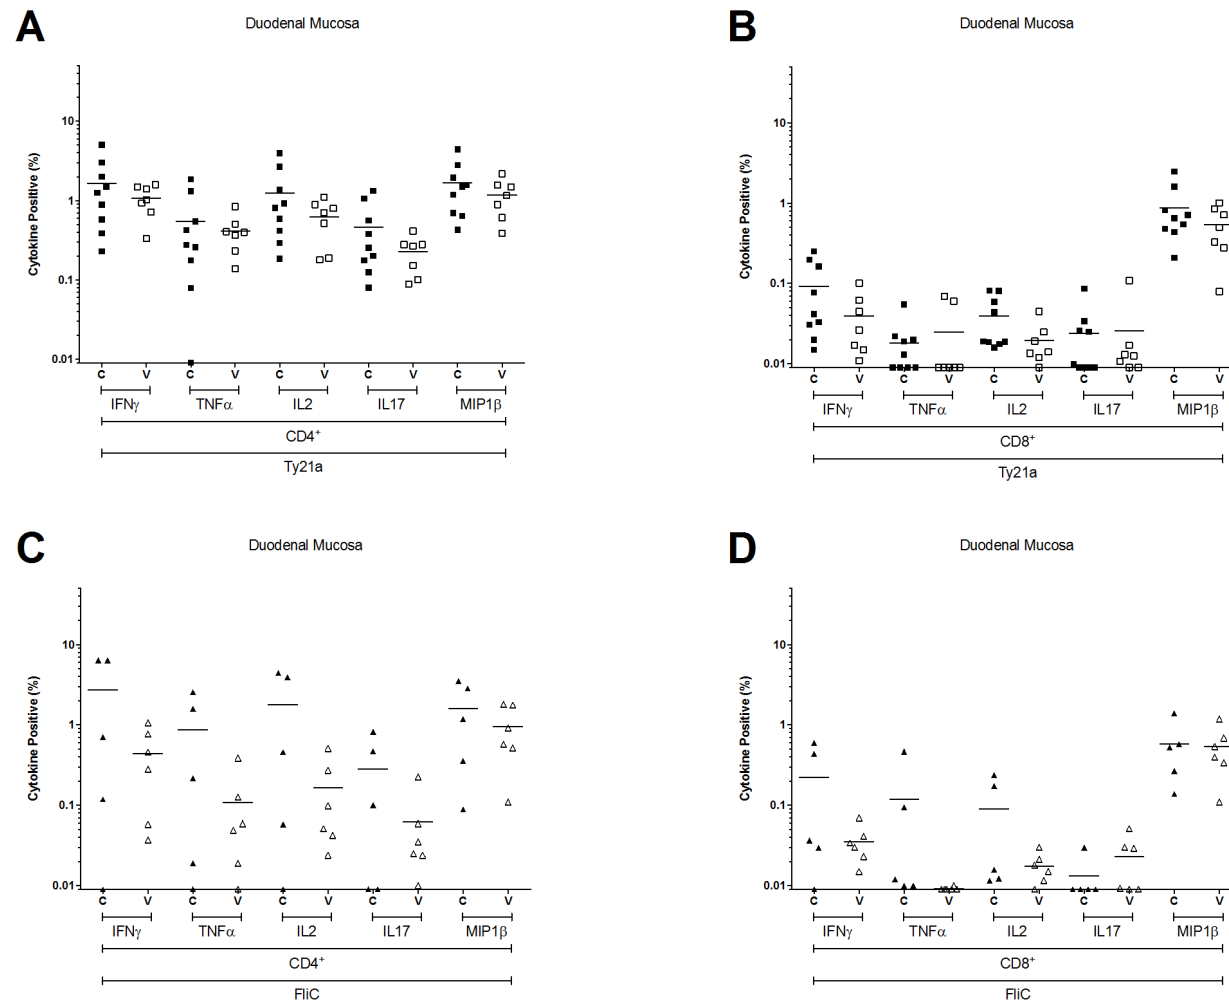 A
Duodenal Mucosa
Cytokine Positive (%)
10
1
0.1
0.01
C V C V C V C V C V
IFNγ TNFα IL2 IL17 MIP1β
CD4⁺
Ty21a
B
Duodenal Mucosa
Cytokine Positive (%)
10
1
0.1
0.01
C V C V C V C V C V
IFNγ TNFα IL2 IL17 MIP1β
CD8⁺
Ty21a
C
Duodenal Mucosa
Cytokine Positive (%)
10
1
0.1
0.01
C V C V C V C V C V
IFNγ TNFα IL2 IL17 MIP1β
CD4⁺
FliC
D
Duodenal Mucosa
Cytokine Positive (%)
10
1
0.1
0.01
C V C V C V C V C V
IFNγ TNFα IL2 IL17 MIP1β
CD8⁺
FliC